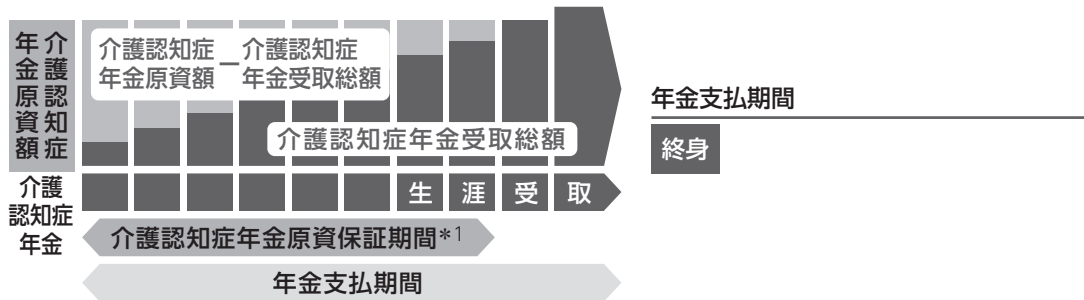 介護認知症
年金原資額
介護認知症
年金原資額
ー
介護認知症
年金受取総額
介護認知症年金受取総額
介護
認知症
年金
生涯受取
介護認知症年金原資保証期間*1
年金支払期間
年金支払期間
終身